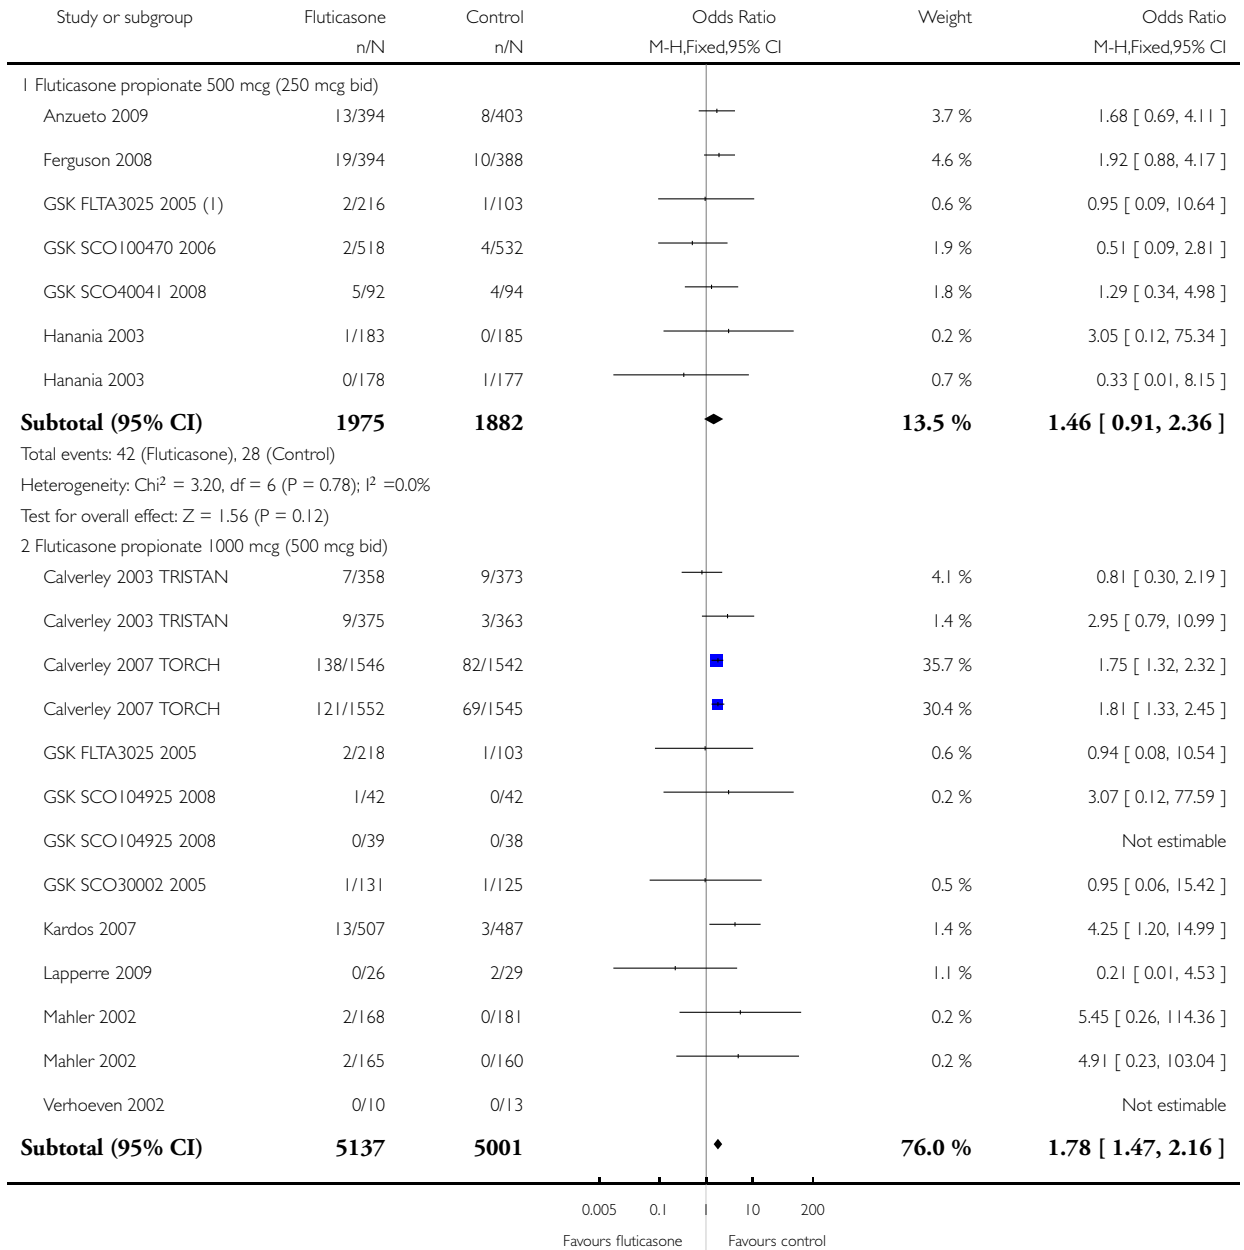 Study or subgroup Fluticasone Control Odds Ratio Weight Odds Ratio
n/N n/N M-H,Fixed,95% CI M-H,Fixed,95% CI
1 Fluticasone propionate 500 mcg (250 mcg bid)
Anzueto 2009 13/394 8/403 3.7 % 1.68 [ 0.69, 4.11 ]
Ferguson 2008 19/394 10/388 4.6 % 1.92 [ 0.88, 4.17 ]
GSK FLTA3025 2005 (1) 2/216 1/103 0.6 % 0.95 [ 0.09, 10.64 ]
GSK SCO100470 2006 2/518 4/532 1.9 % 0.51 [ 0.09, 2.81 ]
GSK SCO40041 2008 5/92 4/94 1.8 % 1.29 [ 0.34, 4.98 ]
Hanania 2003 1/183 0/185 0.2 % 3.05 [ 0.12, 75.34 ]
Hanania 2003 0/178 1/177 0.7 % 0.33 [ 0.01, 8.15 ]
Subtotal (95% CI) 1975 1882 13.5 % 1.46 [ 0.91, 2.36 ]
Total events: 42 (Fluticasone), 28 (Control)
Heterogeneity: Chi² = 3.20, df = 6 (P = 0.78); I² =0.0%
Test for overall effect: Z = 1.56 (P = 0.12)
2 Fluticasone propionate 1000 mcg (500 mcg bid)
Calverley 2003 TRISTAN 7/358 9/373 4.1 % 0.81 [ 0.30, 2.19 ]
Calverley 2003 TRISTAN 9/375 3/363 1.4 % 2.95 [ 0.79, 10.99 ]
Calverley 2007 TORCH 138/1546 82/1542 35.7 % 1.75 [ 1.32, 2.32 ]
Calverley 2007 TORCH 121/1552 69/1545 30.4 % 1.81 [ 1.33, 2.45 ]
GSK FLTA3025 2005 2/218 1/103 0.6 % 0.94 [ 0.08, 10.54 ]
GSK SCO104925 2008 1/42 0/42 0.2 % 3.07 [ 0.12, 77.59 ]
GSK SCO104925 2008 0/39 0/38 Not estimable
GSK SCO30002 2005 1/131 1/125 0.5 % 0.95 [ 0.06, 15.42 ]
Kardos 2007 13/507 3/487 1.4 % 4.25 [ 1.20, 14.99 ]
Lapperre 2009 0/26 2/29 1.1 % 0.21 [ 0.01, 4.53 ]
Mahler 2002 2/168 0/181 0.2 % 5.45 [ 0.26, 114.36 ]
Mahler 2002 2/165 0/160 0.2 % 4.91 [ 0.23, 103.04 ]
Verhoeven 2002 0/10 0/13 Not estimable
Subtotal (95% CI) 5137 5001 76.0 % 1.78 [ 1.47, 2.16 ]
0.005 0.1 1 10 200
Favours fluticasone Favours control